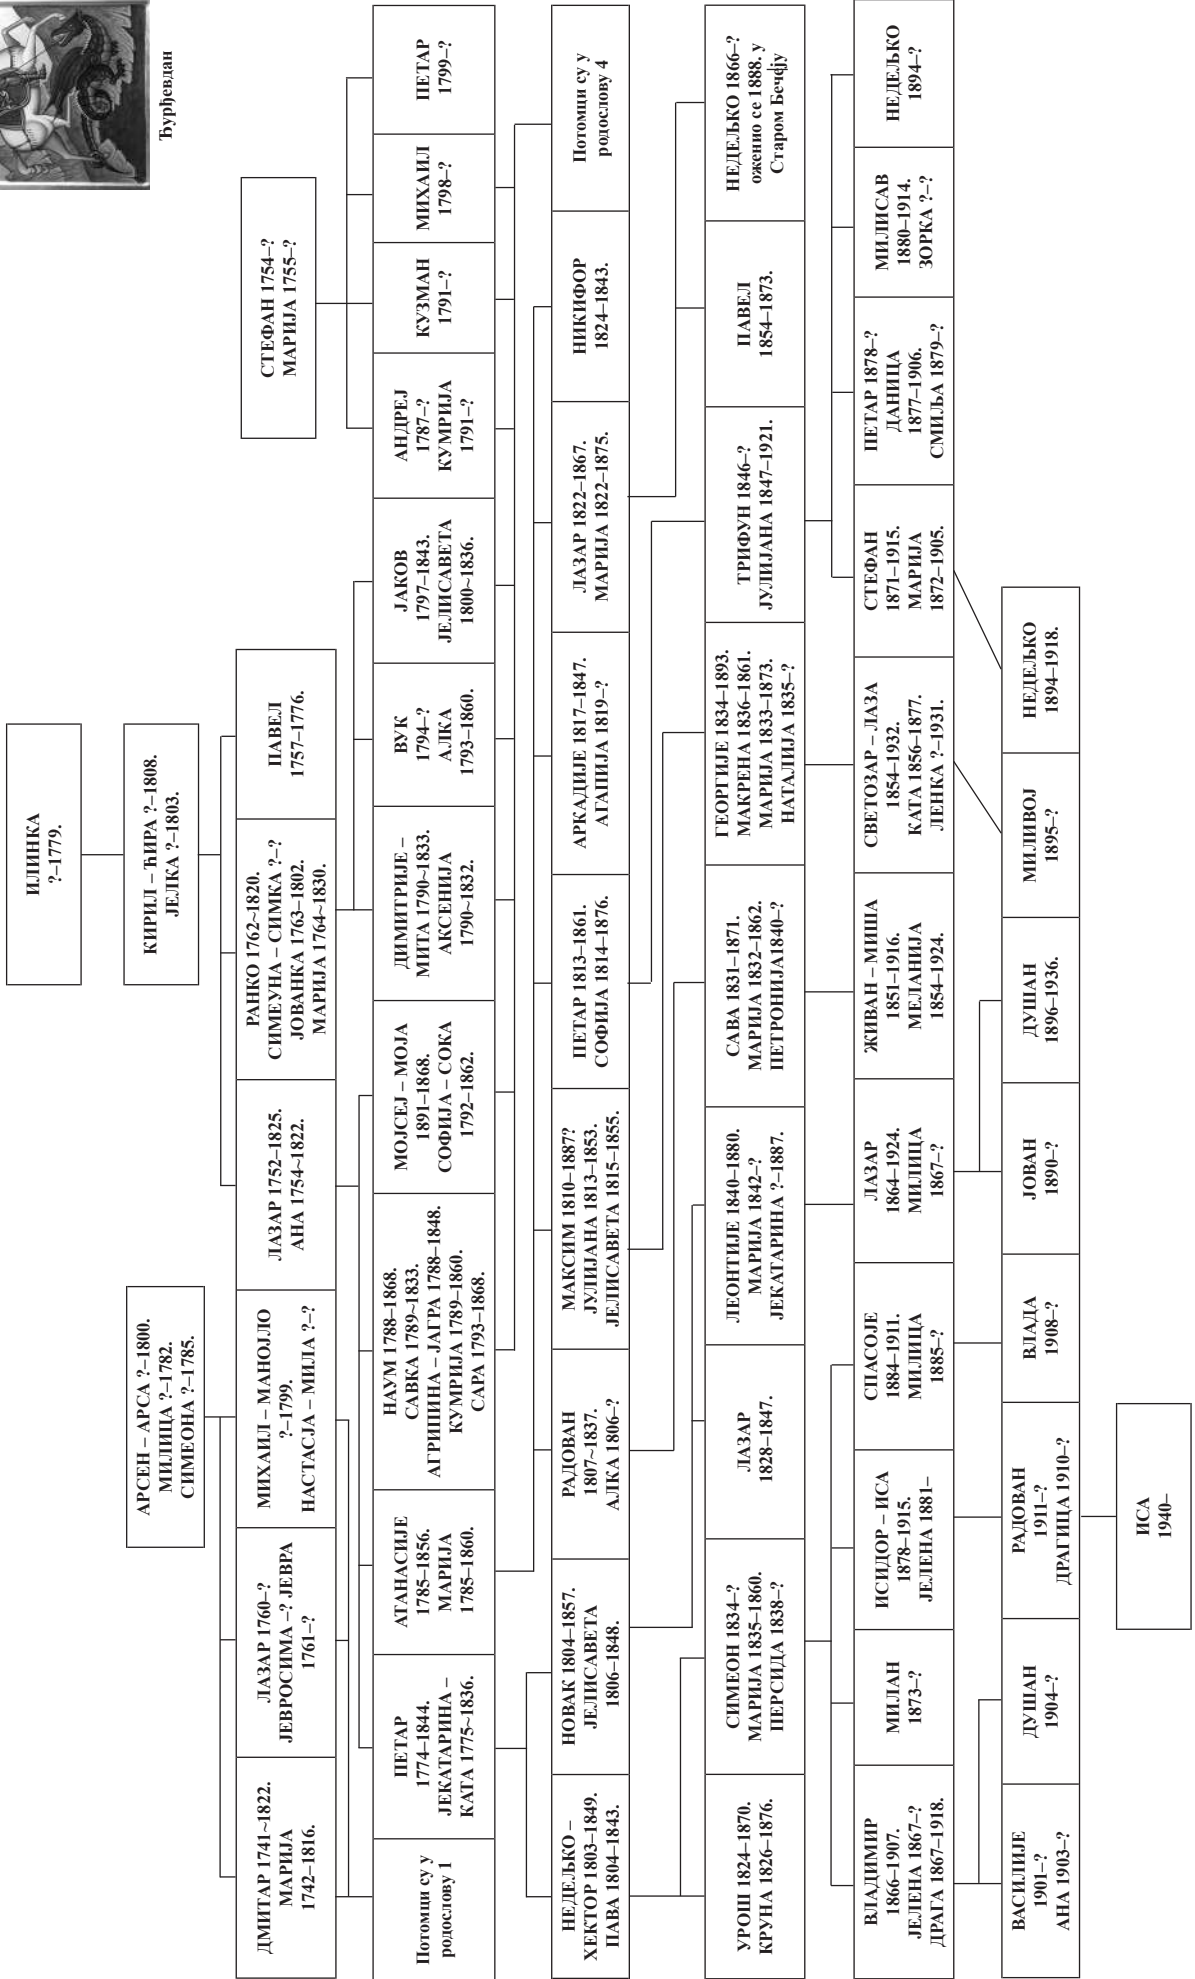 Ђурђевдан
ИЛИНКА
?–1779.
КИРИЛ – ЋИРА ?–1808.
ЈЕЛКА ?–1803.
АРСЕН – АРСА ?–1800.
МИЛИЦА ?–1782.
СИМЕОНА ?–1785.
СТЕФАН 1754–?
МАРИЈА 1755–?
ДМИТАР 1741~1822.
МАРИЈА
1742–1816.
ЛАЗАР 1760–?
ЈЕВРОСИМА –? ЈЕВРА
1761–?
МИХАИЛ – МАНОЈЛО
?–1799.
НАСТАСЈА – МИЛА ?–?
ЛАЗАР 1752–1825.
АНА 1754~1822.
РАНКО 1762~1820.
СИМЕУНА – СИМКА ?–?
ЈОВАНКА 1763–1802.
МАРИЈА 1764~1830.
ПАВЕЛ
1757–1776.
Потомци су у
родослову 1
ПЕТАР
1774–1844.
ЈЕКАТАРИНА –
КАТА 1775~1836.
АТАНАСИЈЕ
1785–1856.
МАРИЈА
1785–1860.
НАУМ 1788–1868.
САВКА 1789~1833.
АГРИПИНА – ЈАГРА 1788–1848.
КУМРИЈА 1789–1860.
САРА 1793–1868.
МОЈСЕЈ – МОЈА
1891–1868.
СОФИЈА – СОКА
1792–1862.
ДИМИТРИЈЕ –
МИТА 1790~1833.
АКСЕНИЈА
1790~1832.
ВУК
1794–?
АЛКА
1793–1860.
ЈАКОВ
1797–1843.
ЈЕЛИСАВЕТА
1800~1836.
АНДРЕЈ
1787–?
КУМРИЈА
1791–?
КУЗМАН
1791–?
МИХАИЛ
1798–?
ПЕТАР
1799–?
НЕДЕЉКО –
ХЕКТОР 1803–1849.
ПАВА 1804–1843.
НОВАК 1804–1857.
ЈЕЛИСАВЕТА
1806–1848.
РАДОВАН
1807~1837.
АЛКА 1806–?
МАКСИМ 1810–1887?
ЈУЛИЈАНА 1813–1853.
ЈЕЛИСАВЕТА 1815–1855.
ПЕТАР 1813–1861.
СОФИЈА 1814–1876.
АРКАДИЈЕ 1817–1847.
АГАПИЈА 1819–?
ЛАЗАР 1822–1867.
МАРИЈА 1822–1875.
НИКИФОР
1824–1843.
Потомци су у
родослову 4
УРОШ 1824–1870.
КРУНА 1826–1876.
СИМЕОН 1834–?
МАРИЈА 1835–1860.
ПЕРСИДА 1838–?
ЛАЗАР
1828–1847.
ЛЕОНТИЈЕ 1840–1880.
МАРИЈА 1842–?
ЈЕКАТАРИНА ?–1887.
САВА 1831–1871.
МАРИЈА 1832–1862.
ПЕТРОНИЈА1840–?
ГЕОРГИЈЕ 1834–1893.
МАКРЕНА 1836–1861.
МАРИЈА 1833–1873.
НАТАЛИЈА 1835–?
ТРИФУН 1846–?
ЈУЛИЈАНА 1847–1921.
ПАВЕЛ
1854–1873.
НЕДЕЉКО 1866–?
оженио се 1888. у
Старом Бечеју
ВЛАДИМИР
1866–1907.
ЈЕЛЕНА 1867–?
ДРАГА 1867–1918.
МИЛАН
1873–?
ИСИДОР – ИСА
1878–1915.
ЈЕЛЕНА 1881–
СПАСОЈЕ
1884–1911.
МИЛИЦА
1885–?
ЛАЗАР
1864–1924.
МИЛИЦА
1867–?
ЖИВАН – МИША
1851–1916.
МЕЛАНИЈА
1854–1924.
СВЕТОЗАР – ЛАЗА
1854–1932.
КАТА 1856–1877.
ЛЕНКА ?–1931.
СТЕФАН
1871–1915.
МАРИЈА
1872–1905.
ПЕТАР 1878–?
ДАНИЦА
1877–1906.
СМИЉА 1879–?
МИЛИСАВ
1880–1914.
ЗОРКА ?–?
НЕДЕЉКО
1894–?
ВАСИЛИЈЕ
1901–?
АНА 1903–?
ДУШАН
1904–?
РАДОВАН
1911–?
ДРАГИЦА 1910–?
ВЛАДА
1908–?
ЈОВАН
1890–?
ДУШАН
1896–1936.
МИЛИВОЈ
1895–?
НЕДЕЉКО
1894–1918.
ИСА
1940–